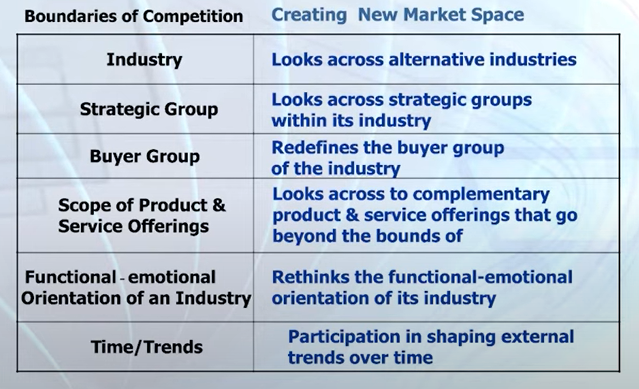 Boundaries of Competition
Creating New Market Space
Industry
Looks across alternative industries
Strategic Group
Looks across strategic groups
within its industry
Buyer Group
Redefines the buyer group
of the industry
Scope of Product &
Service Offerings
Looks across to complementary
product & service offerings that go
beyond the bounds of
Functional-emotional
Orientation of an Industry
Rethinks the functional-emotional
orientation of its industry
Time/Trends
Participation in shaping external
trends over time